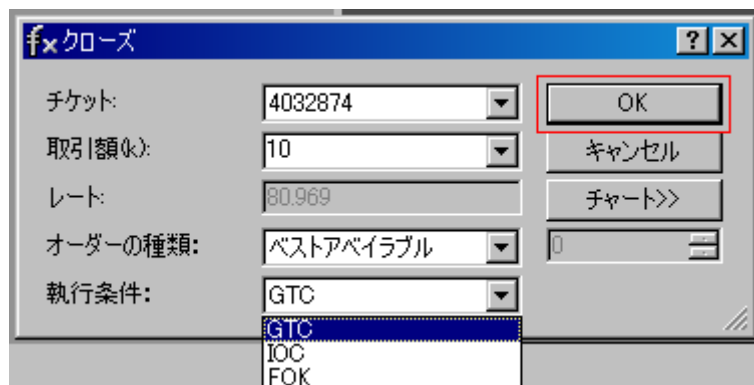 fx クローズ
チケット: 4032874 OK
取引額(k): 10 キャンセル
レート: 80.969 チャート>>
オーダーの種類: ベストアベイラブル 0
執行条件: GTC
GTC
IOC
FOK